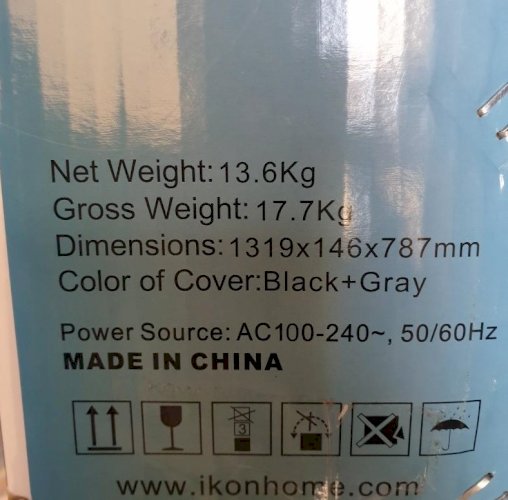 Net Weight: 13.6Kg
Gross Weight: 17.7Kg
Dimensions: 1319x146x787mm
Color of Cover:Black+Gray
Power Source: AC100-240~, 50/60Hz
MADE IN CHINA
3
www.ikonhome.com